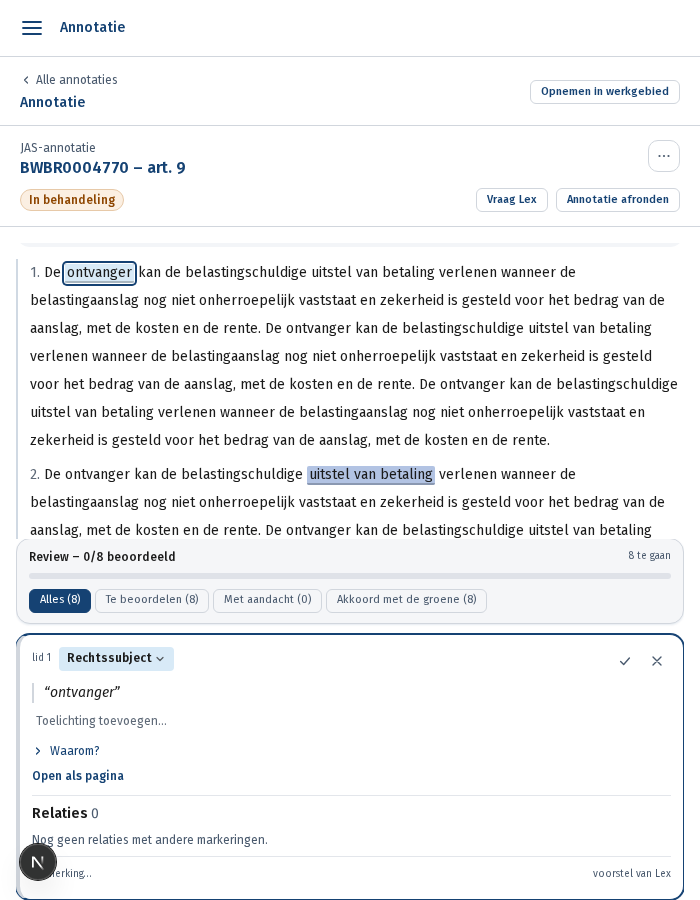 Annotatie
Alle annotaties
Annotatie
Opnemen in werkgebied
JAS-annotatie
BWBR0004770 – art. 9
In behandeling
Vraag Lex
Annotatie afronden
1. De ontvanger kan de belastingschuldige uitstel van betaling verlenen wanneer de
belastingaanslag nog niet onherroepelijk vaststaat en zekerheid is gesteld voor het bedrag van de
aanslag, met de kosten en de rente. De ontvanger kan de belastingschuldige uitstel van betaling
verlenen wanneer de belastingaanslag nog niet onherroepelijk vaststaat en zekerheid is gesteld
voor het bedrag van de aanslag, met de kosten en de rente. De ontvanger kan de belastingschuldige
uitstel van betaling verlenen wanneer de belastingaanslag nog niet onherroepelijk vaststaat en
zekerheid is gesteld voor het bedrag van de aanslag, met de kosten en de rente.
2. De ontvanger kan de belastingschuldige uitstel van betaling verlenen wanneer de
belastingaanslag nog niet onherroepelijk vaststaat en zekerheid is gesteld voor het bedrag van de
aanslag, met de kosten en de rente. De ontvanger kan de belastingschuldige uitstel van betaling
Review – 0/8 beoordeeld
8 te gaan
Alles (8)
Te beoordelen (8)
Met aandacht (0)
Akkoord met de groene (8)
lid 1
Rechtssubject
“ontvanger”
Toelichting toevoegen...
Waarom?
Open als pagina
Relaties 0
Nog geen relaties met andere markeringen.
N
voorstel van Lex